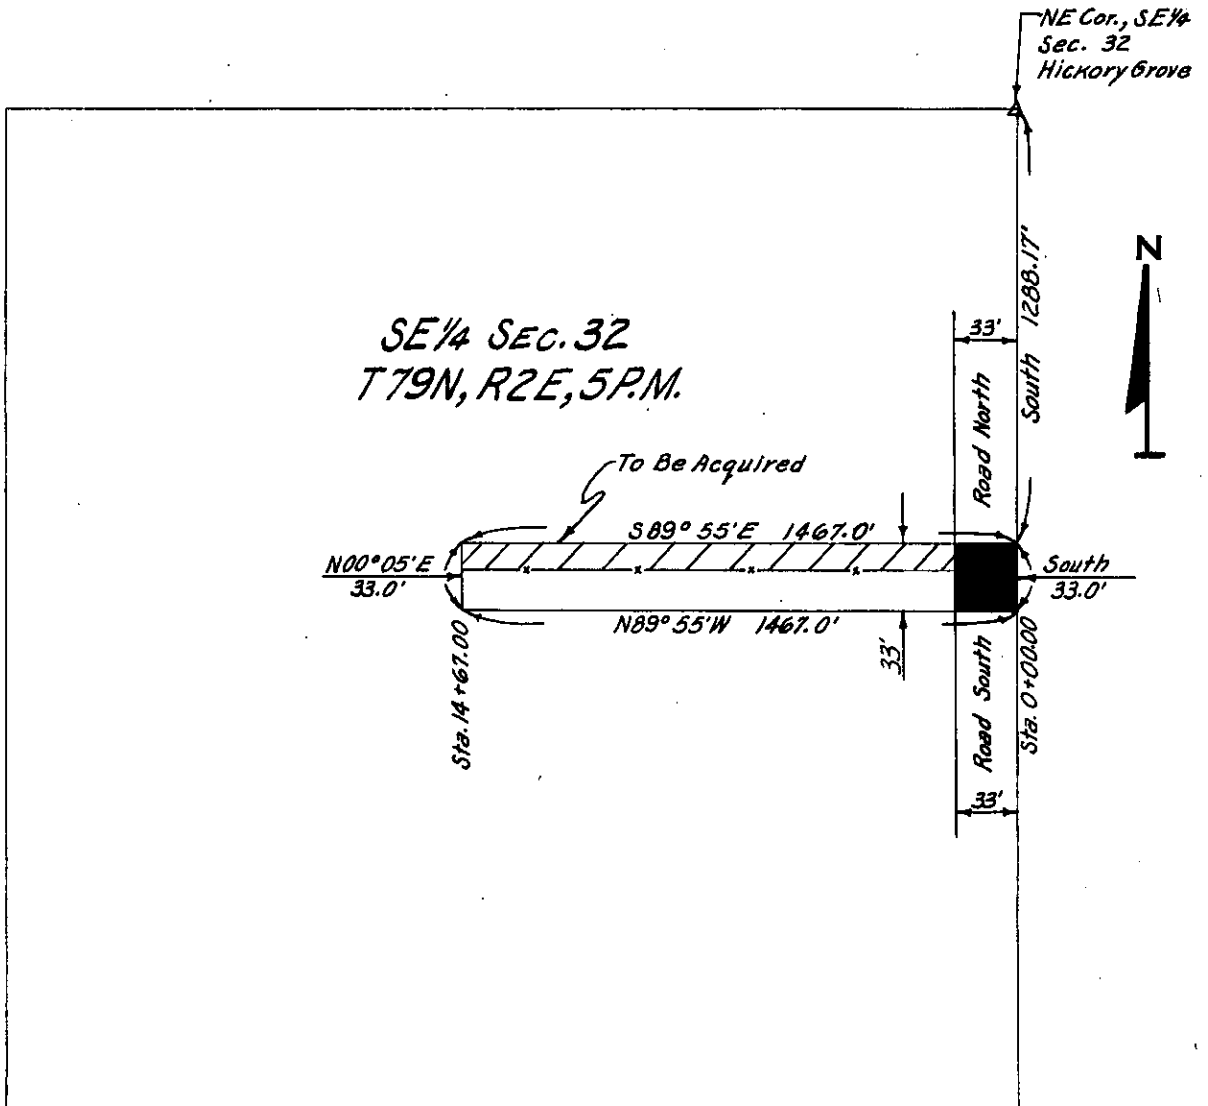 NE Cor., SE¼
Sec. 32
Hickory Grove
N
South 1288.17'
33'
SE¼ SEC. 32
T79N, R2E, 5P.M.
Road North
To Be Acquired
S89° 55'E 1467.0'
N00°05'E
33.0'
South
33.0'
N89° 55'W 1467.0'
33'
Sta. 14+67.00
Road South
Sta. 0+00.00
33'